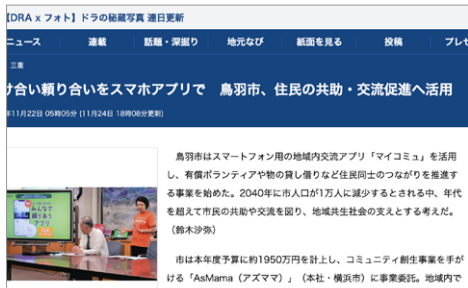 【DRA x フォト】ドラの秘蔵写真 連日更新
ニュース 連載 話題・深掘り 地元なび 紙面を見る 投稿 プレゼ
三重
け合い頼り合いをスマホアプリで 鳥羽市、住民の共助・交流促進へ活用
年11月22日 05時05分 (11月24日 18時08分更新)
鳥羽市はスマートフォン用の地域内交流アプリ「マイコミュ」を活用
し、有償ボランティアや物の貸し借りなど住民同士のつながりを推進す
る事業を始めた。2040年に市人口が1万人に減少するとされる中、年代
を超えて市民の共助や交流を図り、地域共生社会の支えとする考えだ。
（鈴木沙弥）
市は本年度予算に約1950万円を計上し、コミュニティ創生事業を手が
ける「AsMama（アズママ）」（本社・横浜市）に事業委託。地域内で
みんなで
頼りあう
アプリ